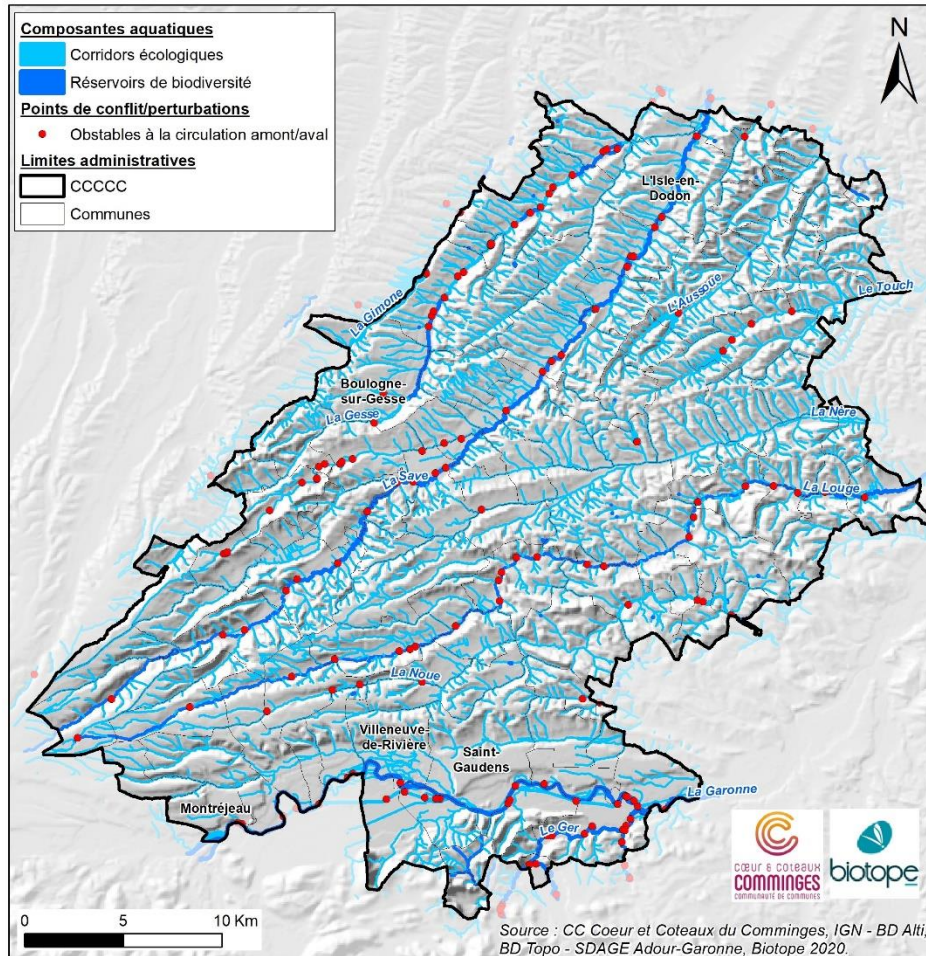 Composantes aquatiques
Corridors écologiques
Réservoirs de biodiversité
Points de conflit/perturbations
Obstables à la circulation amont/aval
Limites administratives
CCCCC
Communes
N
L'Isle-en-
Dodon
L'Aussoüe
Le Touch
La Gimone
Boulogne-
sur-Gesse
La Gesse
La Nère
La Save
La Louge
La Noue
Villeneuve-
de-Rivière
Saint-
Gaudens
Montréjeau
La Garonne
Le Ger
0 5 10 Km
cœur & coteaux
COMMINGES
COMMUNAUTÉ DE COMMUNES
biotope
Source : CC Coeur et Coteaux du Comminges, IGN - BD Alti,
BD Topo - SDAGE Adour-Garonne, Biotope 2020.